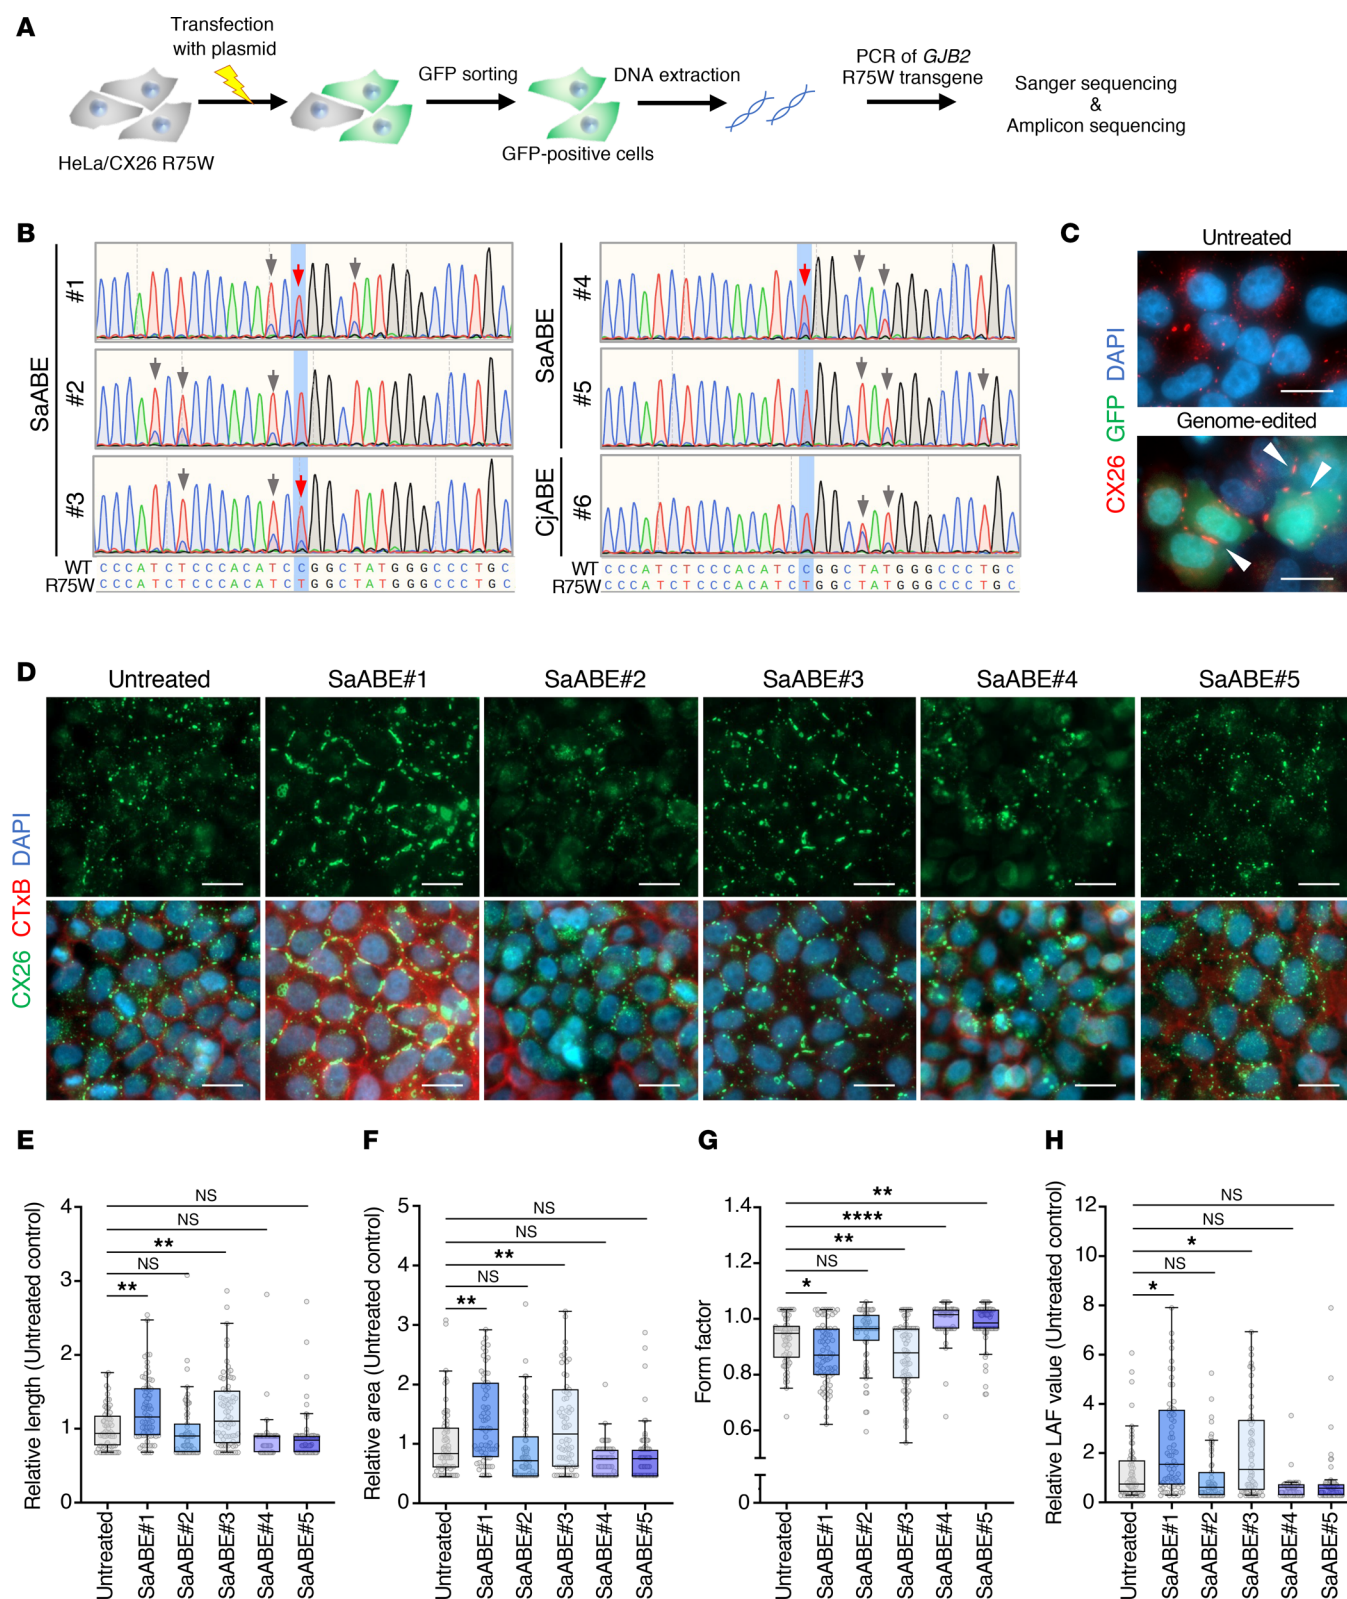 A
Transfection
with plasmid
HeLa/CX26 R75W
GFP sorting
GFP-positive cells
DNA extraction
PCR of GJB2
R75W transgene
Sanger sequencing
&
Amplicon sequencing
B
SaABE
#1
#2
#3
WT CCCATCTCCCACATCCGGCTATGGGCCCTGC
R75W CCCATCTCCCACATCTGGCTATGGGCCCTGC
SaABE
#4
#5
CjABE
#6
WT CCCATCTCCCACATCCGGCTATGGGCCCTGC
R75W CCCATCTCCCACATCTGGCTATGGGCCCTGC
C
Untreated
Genome-edited
CX26 GFP DAPI
D
Untreated SaABE#1 SaABE#2 SaABE#3 SaABE#4 SaABE#5
CX26 CTxB DAPI
E
Relative length (Untreated control)
4
3
2
1
0
NS
NS
**
NS
**
Untreated SaABE#1 SaABE#2 SaABE#3 SaABE#4 SaABE#5
F
Relative area (Untreated control)
5
4
3
2
1
0
NS
NS
**
NS
**
Untreated SaABE#1 SaABE#2 SaABE#3 SaABE#4 SaABE#5
G
Form factor
1.4
1.2
1.0
0.8
0.6
0
**
****
**
NS
*
Untreated SaABE#1 SaABE#2 SaABE#3 SaABE#4 SaABE#5
H
Relative LAF value (Untreated control)
12
10
8
6
4
2
0
NS
NS
*
NS
*
Untreated SaABE#1 SaABE#2 SaABE#3 SaABE#4 SaABE#5